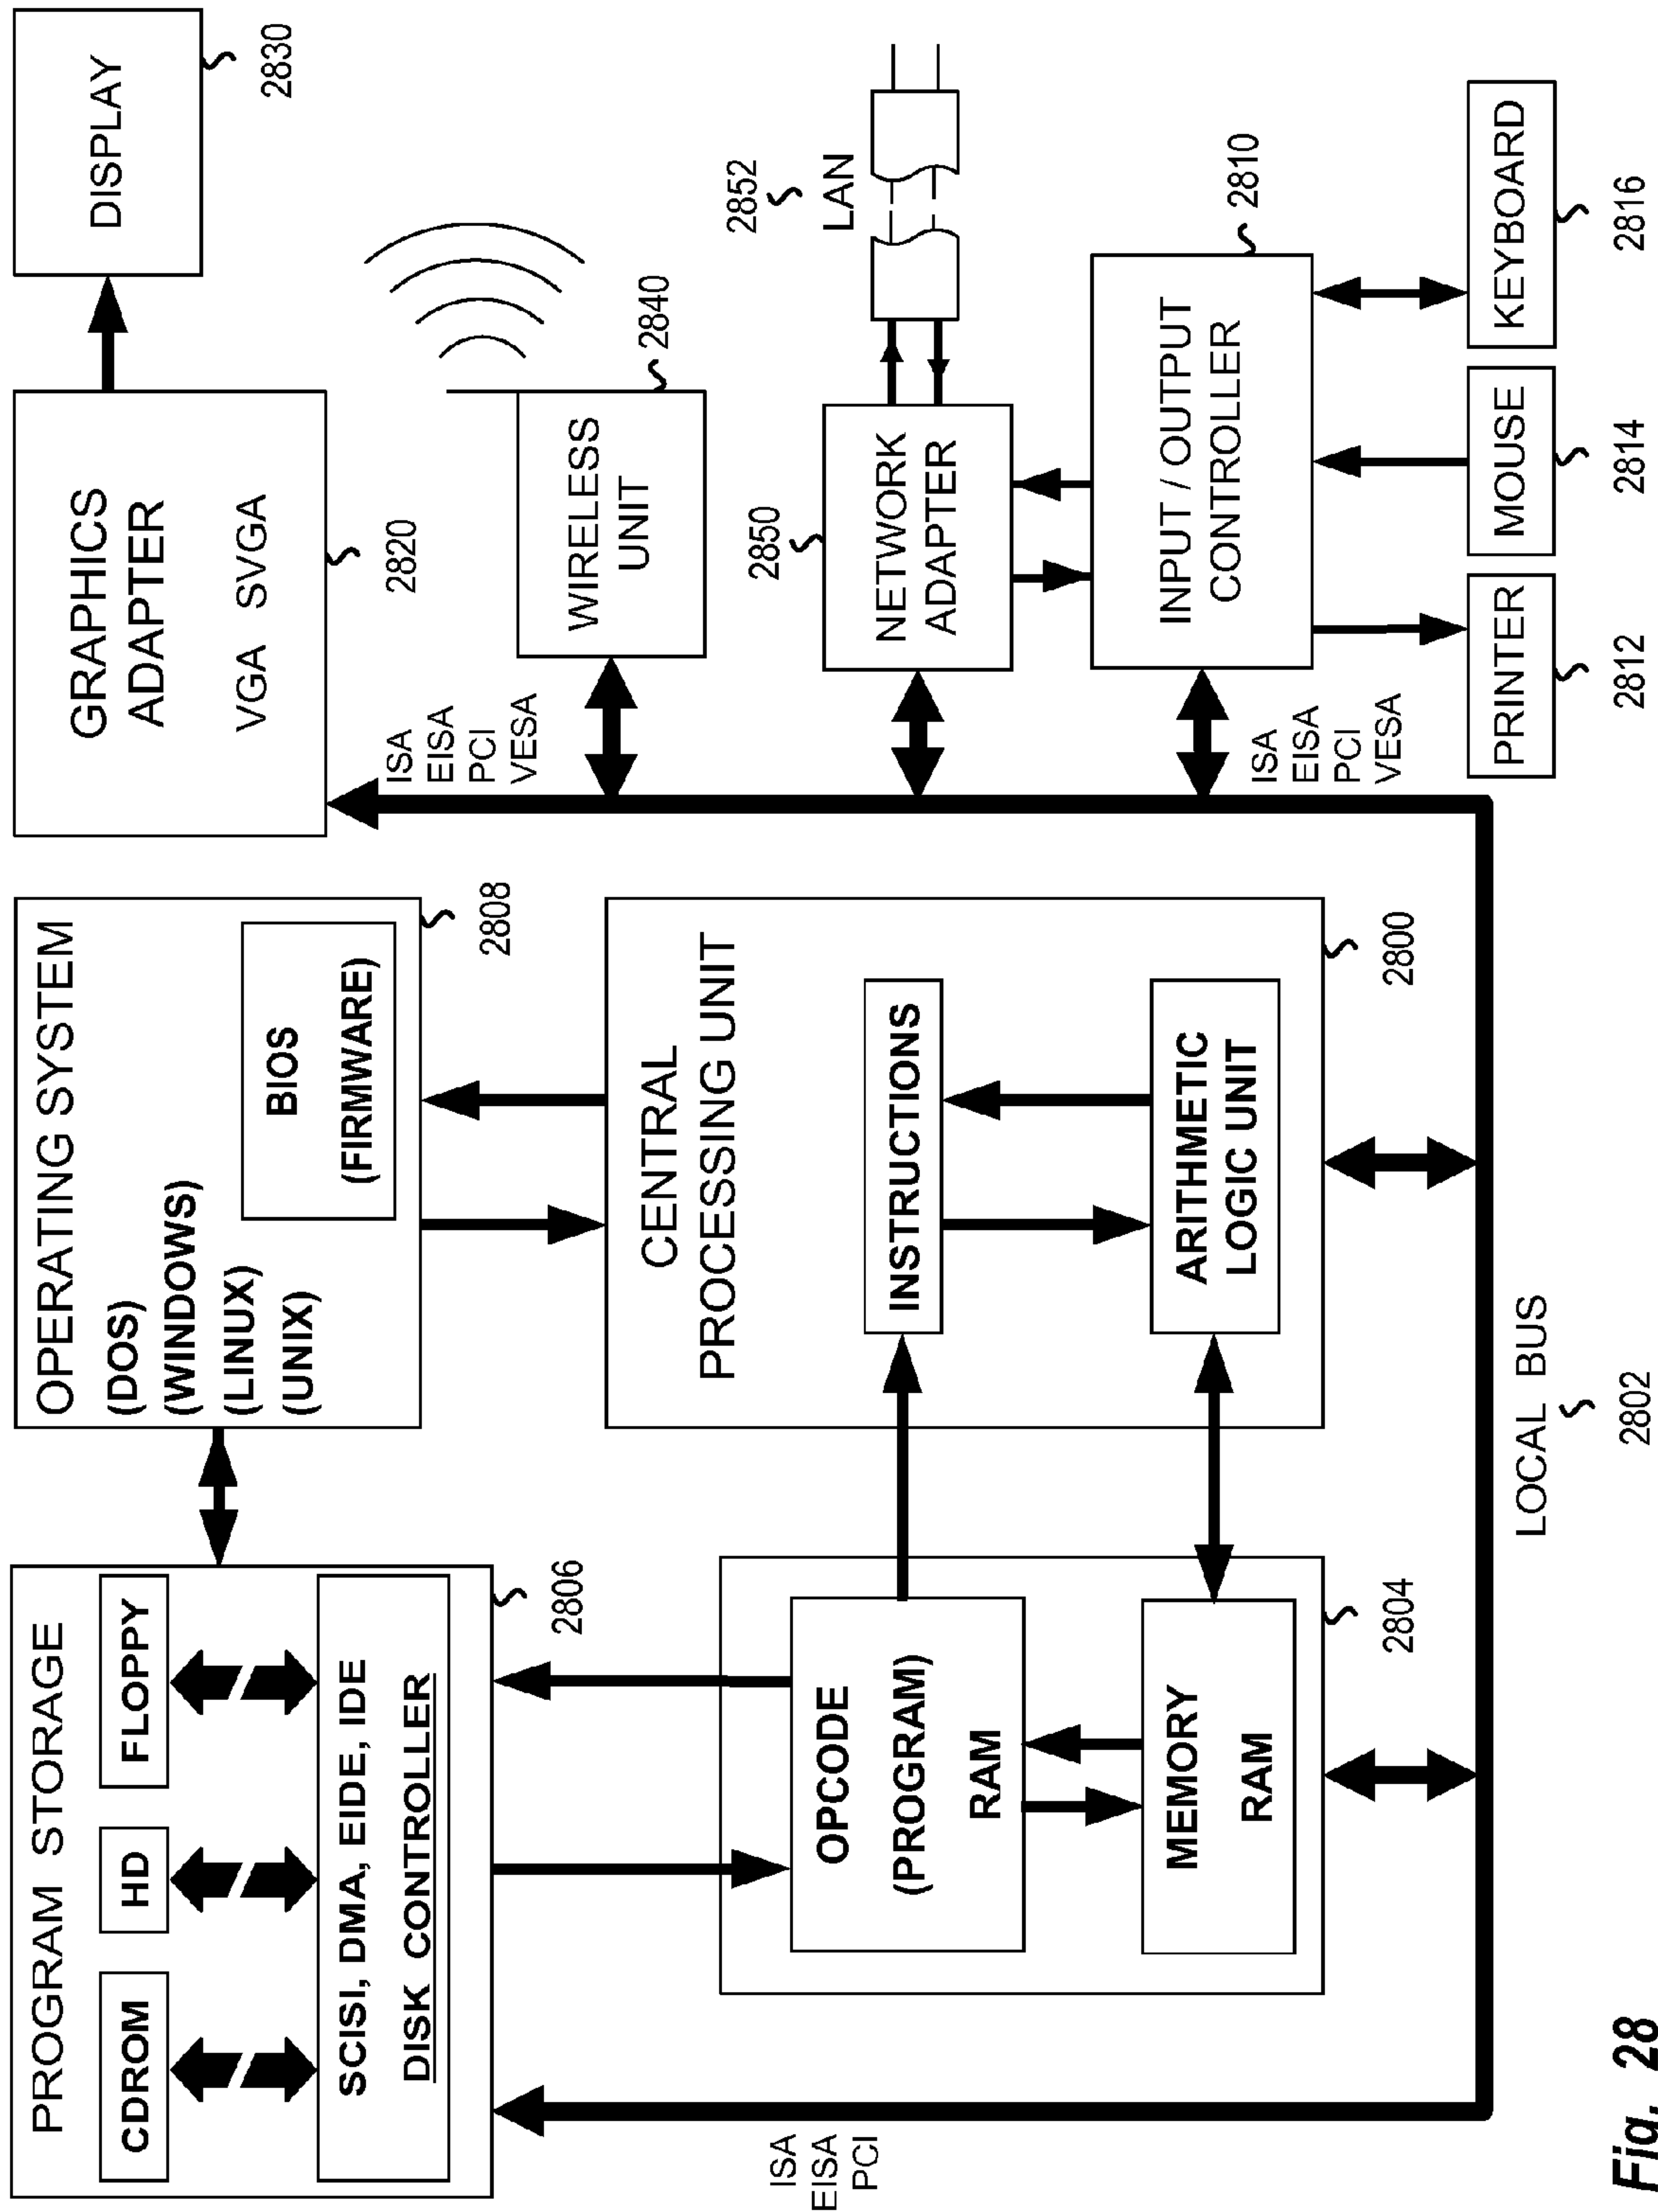 PROGRAM STORAGE
CDROM
HD
FLOPPY
SCISI, DMA, EIDE, IDE
DISK CONTROLLER
2806
OPERATING SYSTEM
(DOS)
(WINDOWS)
(LINUX)
(UNIX)
BIOS
(FIRMWARE)
2808
GRAPHICS
ADAPTER
VGA SVGA
2820
DISPLAY
2830
ISA
EISA
PCI
VESA
WIRELESS
UNIT
2840
CENTRAL
PROCESSING UNIT
INSTRUCTIONS
ARITHMETIC
LOGIC UNIT
2800
OPCODE
(PROGRAM)
RAM
MEMORY
RAM
2804
ISA
EISA
PCI
2850
NETWORK
ADAPTER
2852
LAN
INPUT / OUTPUT
CONTROLLER
2810
ISA
EISA
PCI
VESA
PRINTER
2812
MOUSE
2814
KEYBOARD
2816
LOCAL BUS
2802
Fig. 28